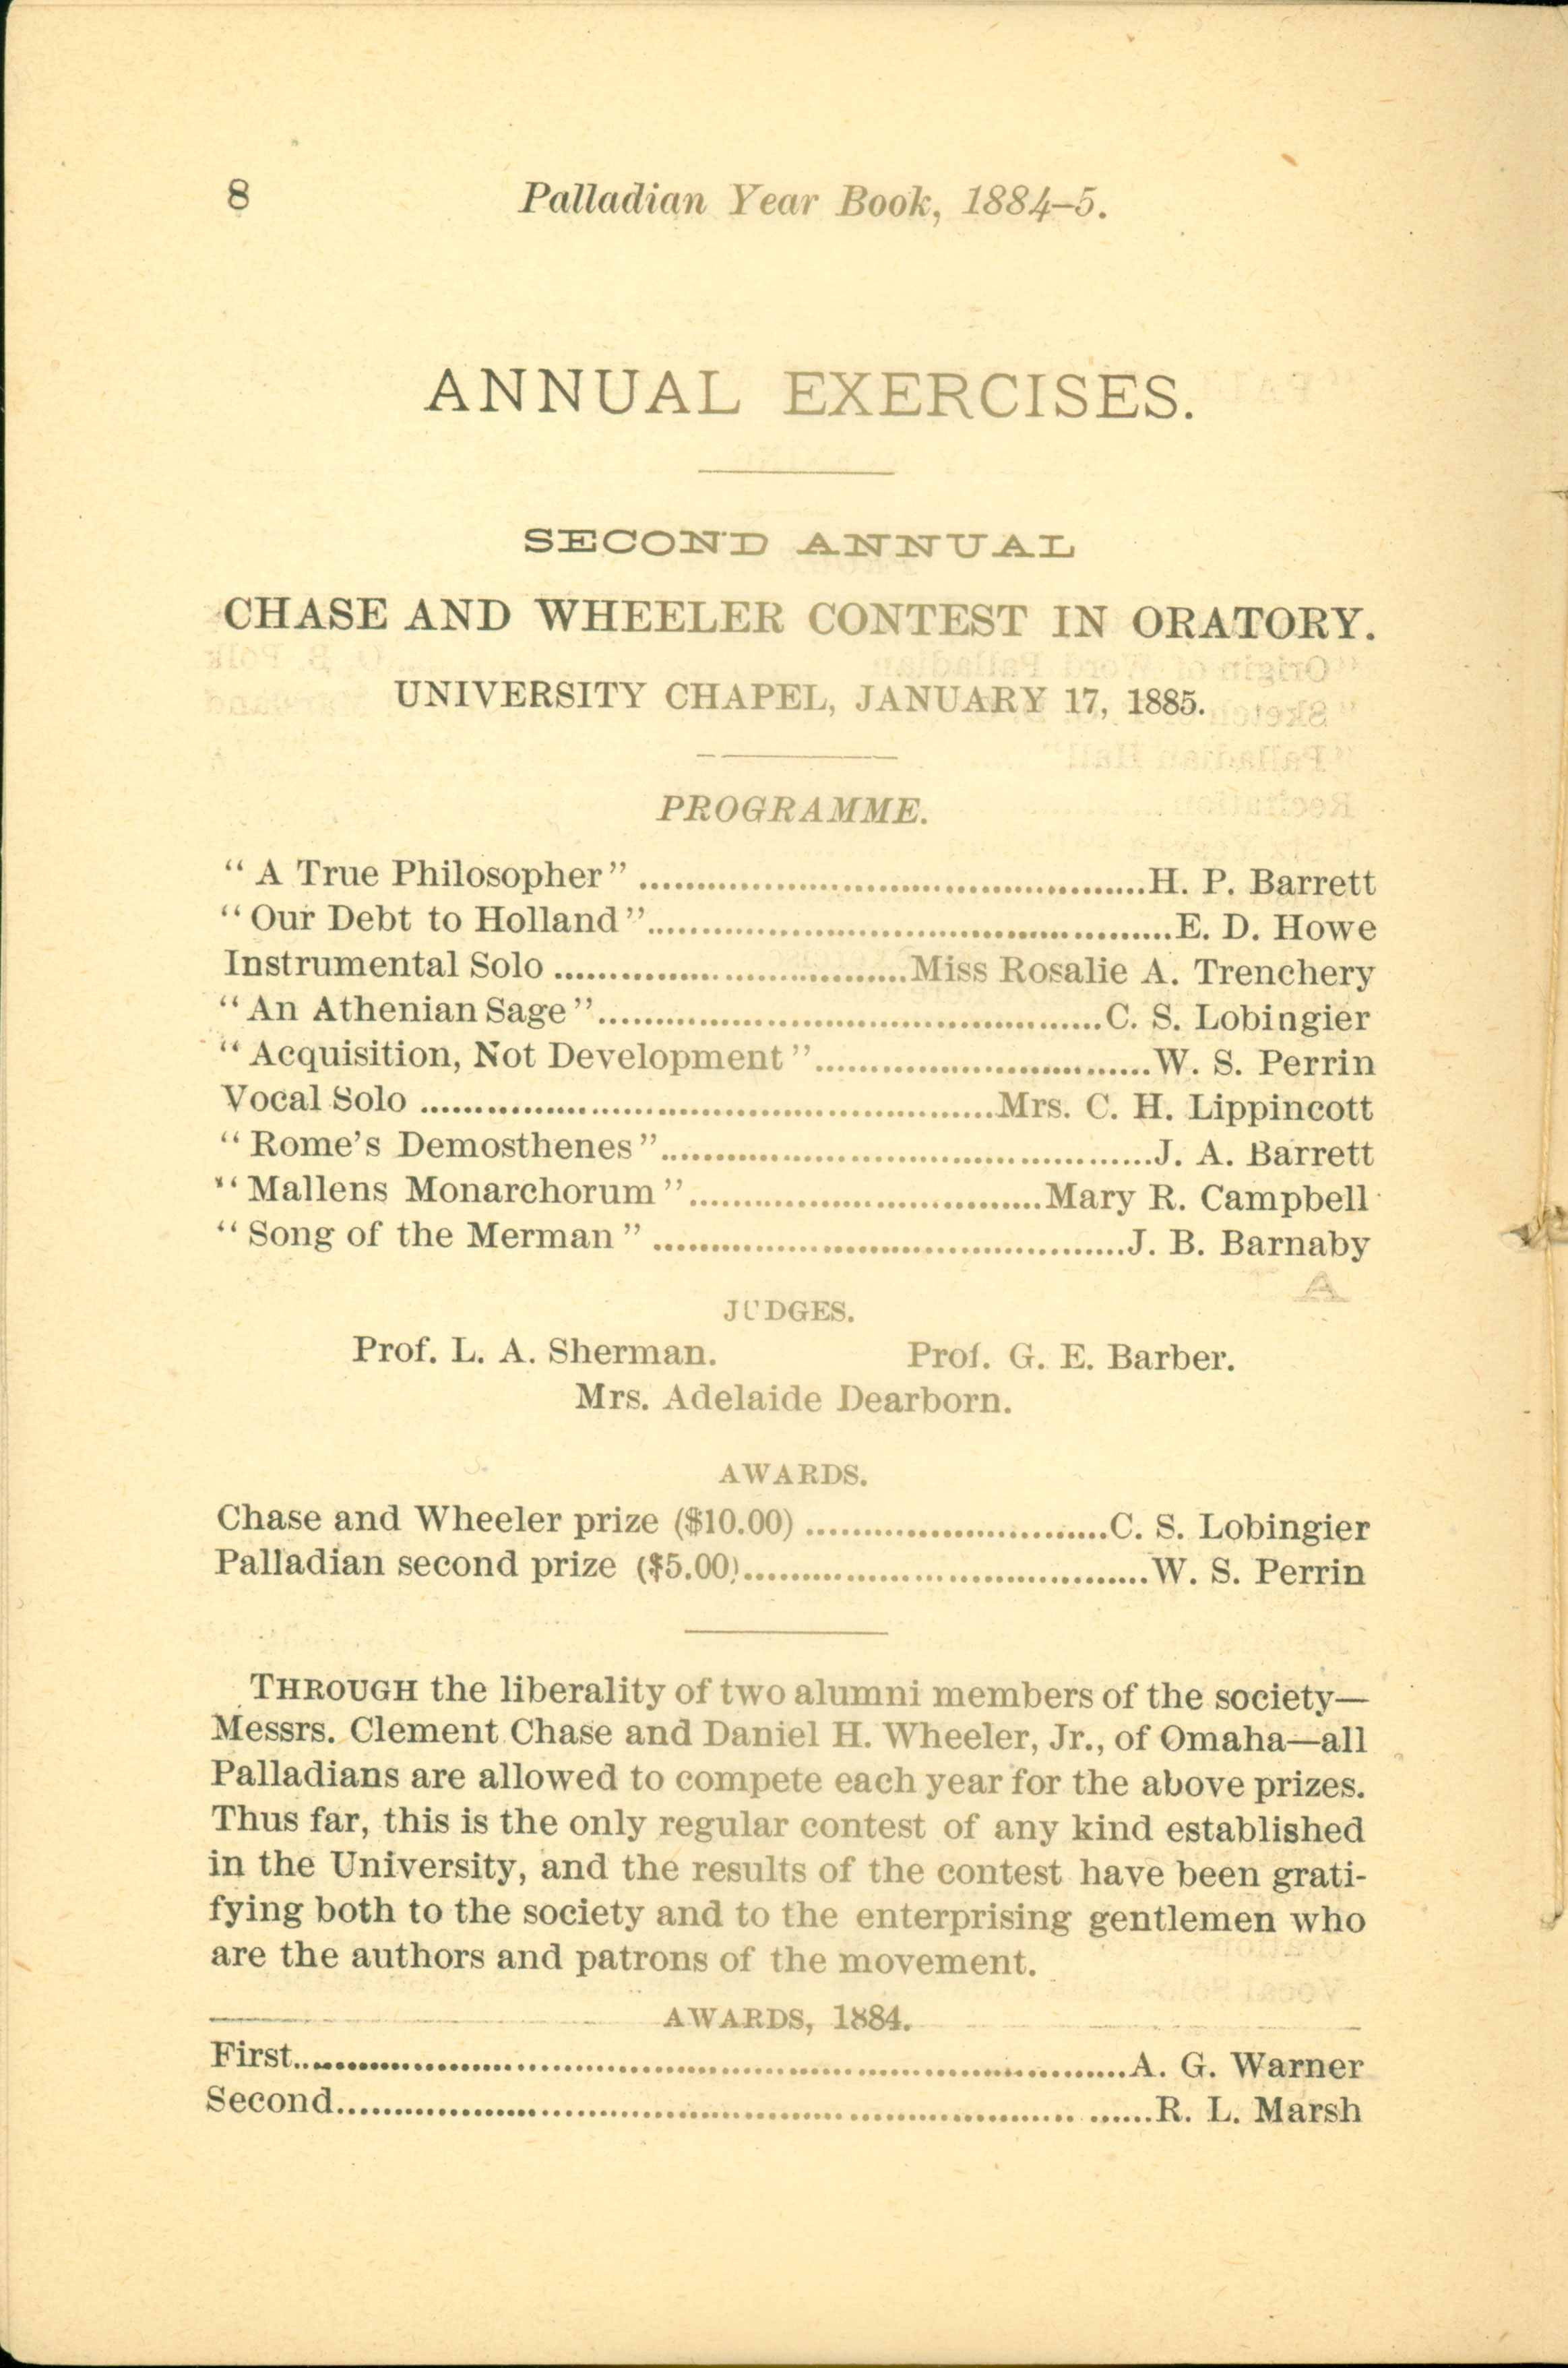 8 Palladian Year Book, 1884–5.
ANNUAL EXERCISES.
SECOND ANNUAL
CHASE AND WHEELER CONTEST IN ORATORY.
UNIVERSITY CHAPEL, JANUARY 17, 1885.
PROGRAMME.
“A True Philosopher” ........ H. P. Barrett
“Our Debt to Holland” ........ E. D. Howe
Instrumental Solo ........ Miss Rosalie A. Trenchery
“An Athenian Sage” ........ C. S. Lobingier
“Acquisition, Not Development” ........ W. S. Perrin
Vocal Solo ........ Mrs. C. H. Lippincott
“Rome’s Demosthenes” ........ J. A. Barrett
“Mallens Monarchorum” ........ Mary R. Campbell
“Song of the Merman” ........ J. B. Barnaby
JUDGES.
Prof. L. A. Sherman. Prof. G. E. Barber.
Mrs. Adelaide Dearborn.
AWARDS.
Chase and Wheeler prize ($10.00) ........ C. S. Lobingier
Palladian second prize ($5.00) ........ W. S. Perrin
THROUGH the liberality of two alumni members of the society—
Messrs. Clement Chase and Daniel H. Wheeler, Jr., of Omaha—all
Palladians are allowed to compete each year for the above prizes.
Thus far, this is the only regular contest of any kind established
in the University, and the results of the contest have been grati-
fying both to the society and to the enterprising gentlemen who
are the authors and patrons of the movement.
AWARDS, 1884.
First ........ A. G. Warner
Second ........ R. L. Marsh